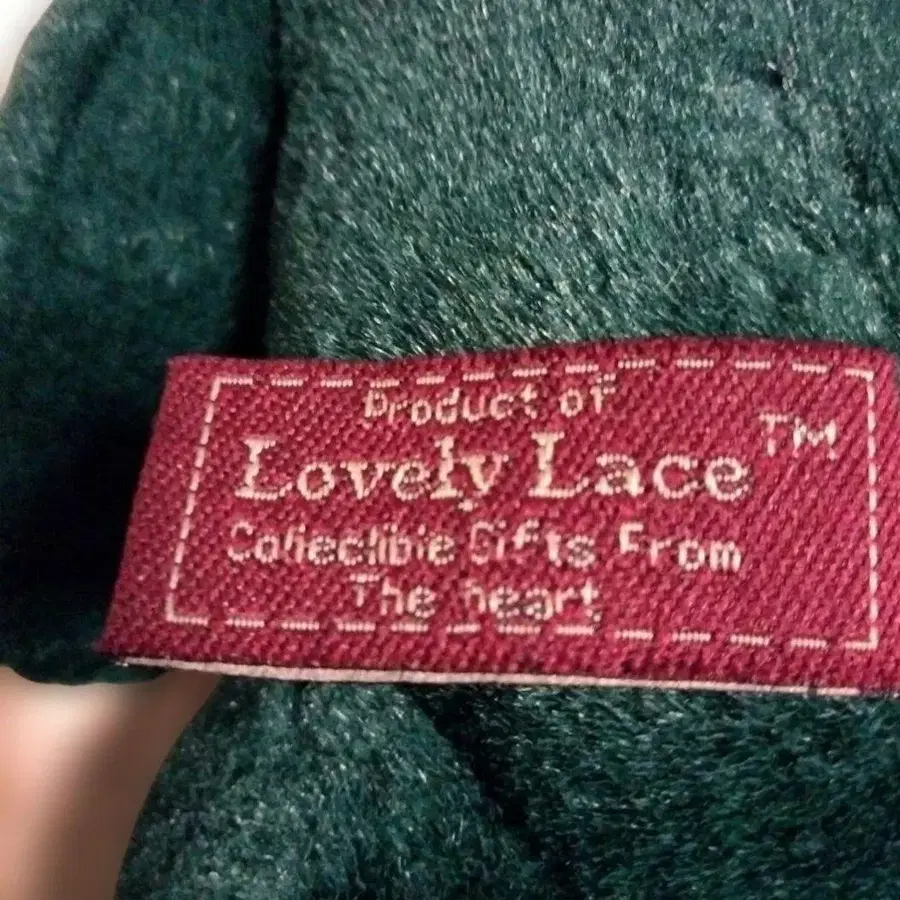 Product of
Lovely Lace™
Collectible Gifts From
The heart